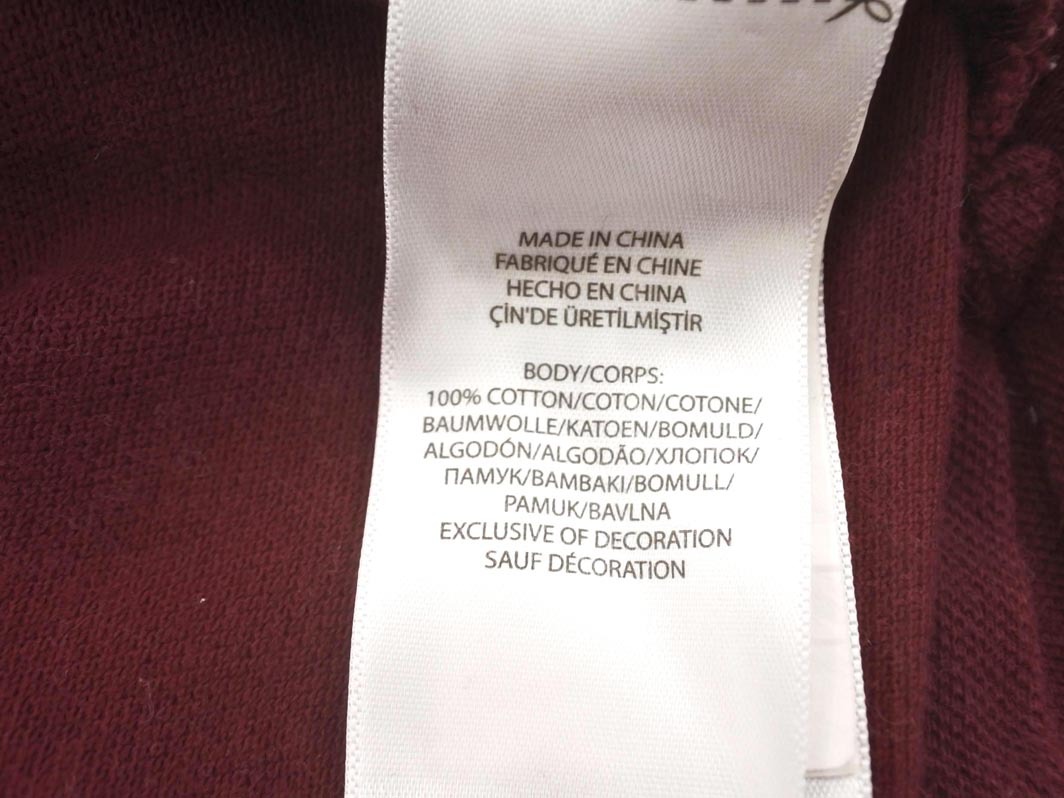 MADE IN CHINA
FABRIQUÉ EN CHINE
HECHO EN CHINA
ÇİN'DE ÜRETİLMİŞTİR
BODY/CORPS:
100% COTTON/COTON/COTONE/
BAUMWOLLE/KATOEN/BOMULD/
ALGODÓN/ALGODÃO/ХЛОПОК/
ПАМУК/BAMBAKI/BOMULL/
PAMUK/BAVLNA
EXCLUSIVE OF DECORATION
SAUF DÉCORATION